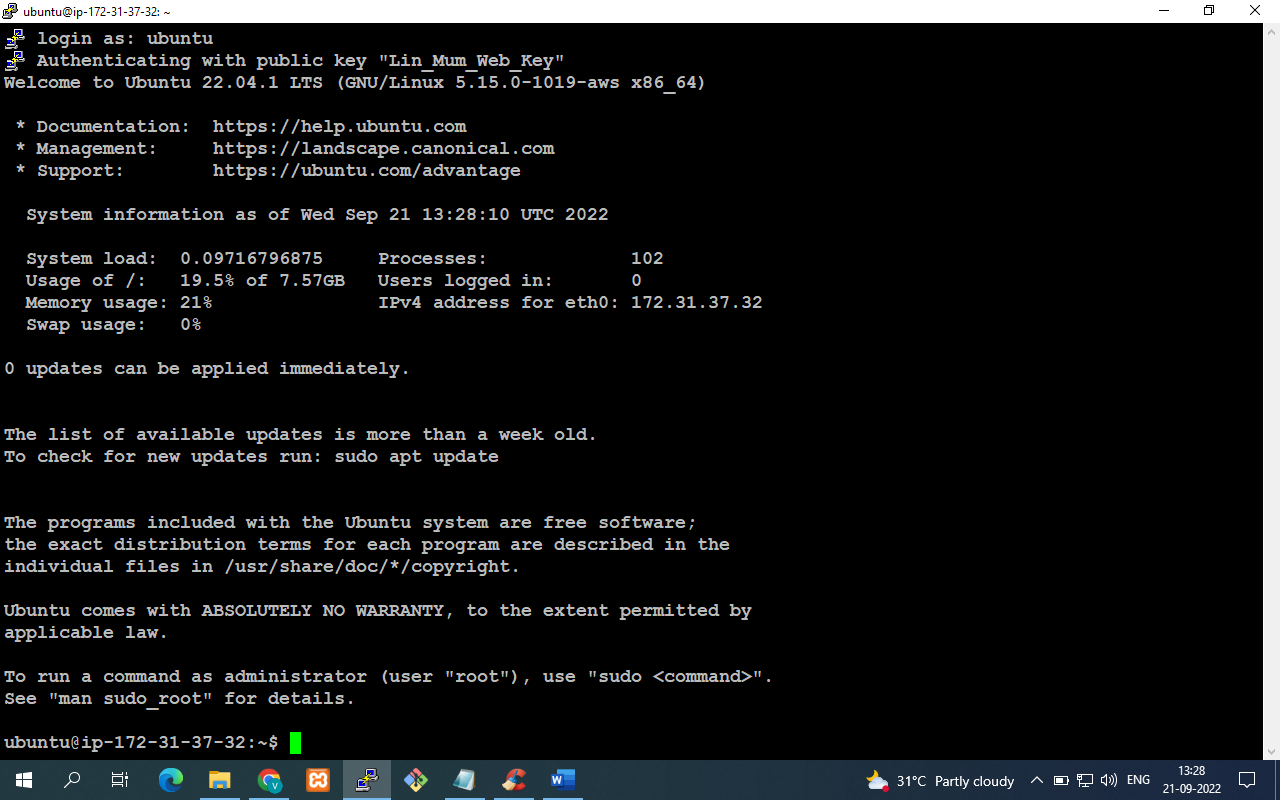 ubuntu@ip-172-31-37-32: ~
login as: ubuntu
Authenticating with public key "Lin_Mum_Web_Key"
Welcome to Ubuntu 22.04.1 LTS (GNU/Linux 5.15.0-1019-aws x86_64)
* Documentation:  https://help.ubuntu.com
* Management:     https://landscape.canonical.com
* Support:        https://ubuntu.com/advantage
System information as of Wed Sep 21 13:28:10 UTC 2022
System load:  0.09716796875     Processes:             102
Usage of /:   19.5% of 7.57GB   Users logged in:       0
Memory usage: 21%               IPv4 address for eth0: 172.31.37.32
Swap usage:   0%
0 updates can be applied immediately.
The list of available updates is more than a week old.
To check for new updates run: sudo apt update
The programs included with the Ubuntu system are free software;
the exact distribution terms for each program are described in the
individual files in /usr/share/doc/*/copyright.
Ubuntu comes with ABSOLUTELY NO WARRANTY, to the extent permitted by
applicable law.
To run a command as administrator (user "root"), use "sudo <command>".
See "man sudo_root" for details.
ubuntu@ip-172-31-37-32:~$
31°C Partly cloudy ENG 13:28
21-09-2022